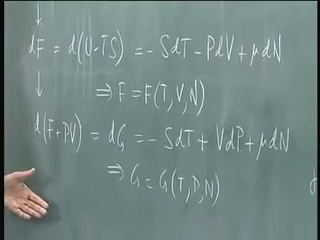 ↓
dF = d(U-TS) = -SdT - PdV + μdN
↓
⇒ F = F(T,V,N)
d(F+PV) = dG = -SdT + VdP + μdN
⇒ G = G(T,P,N)